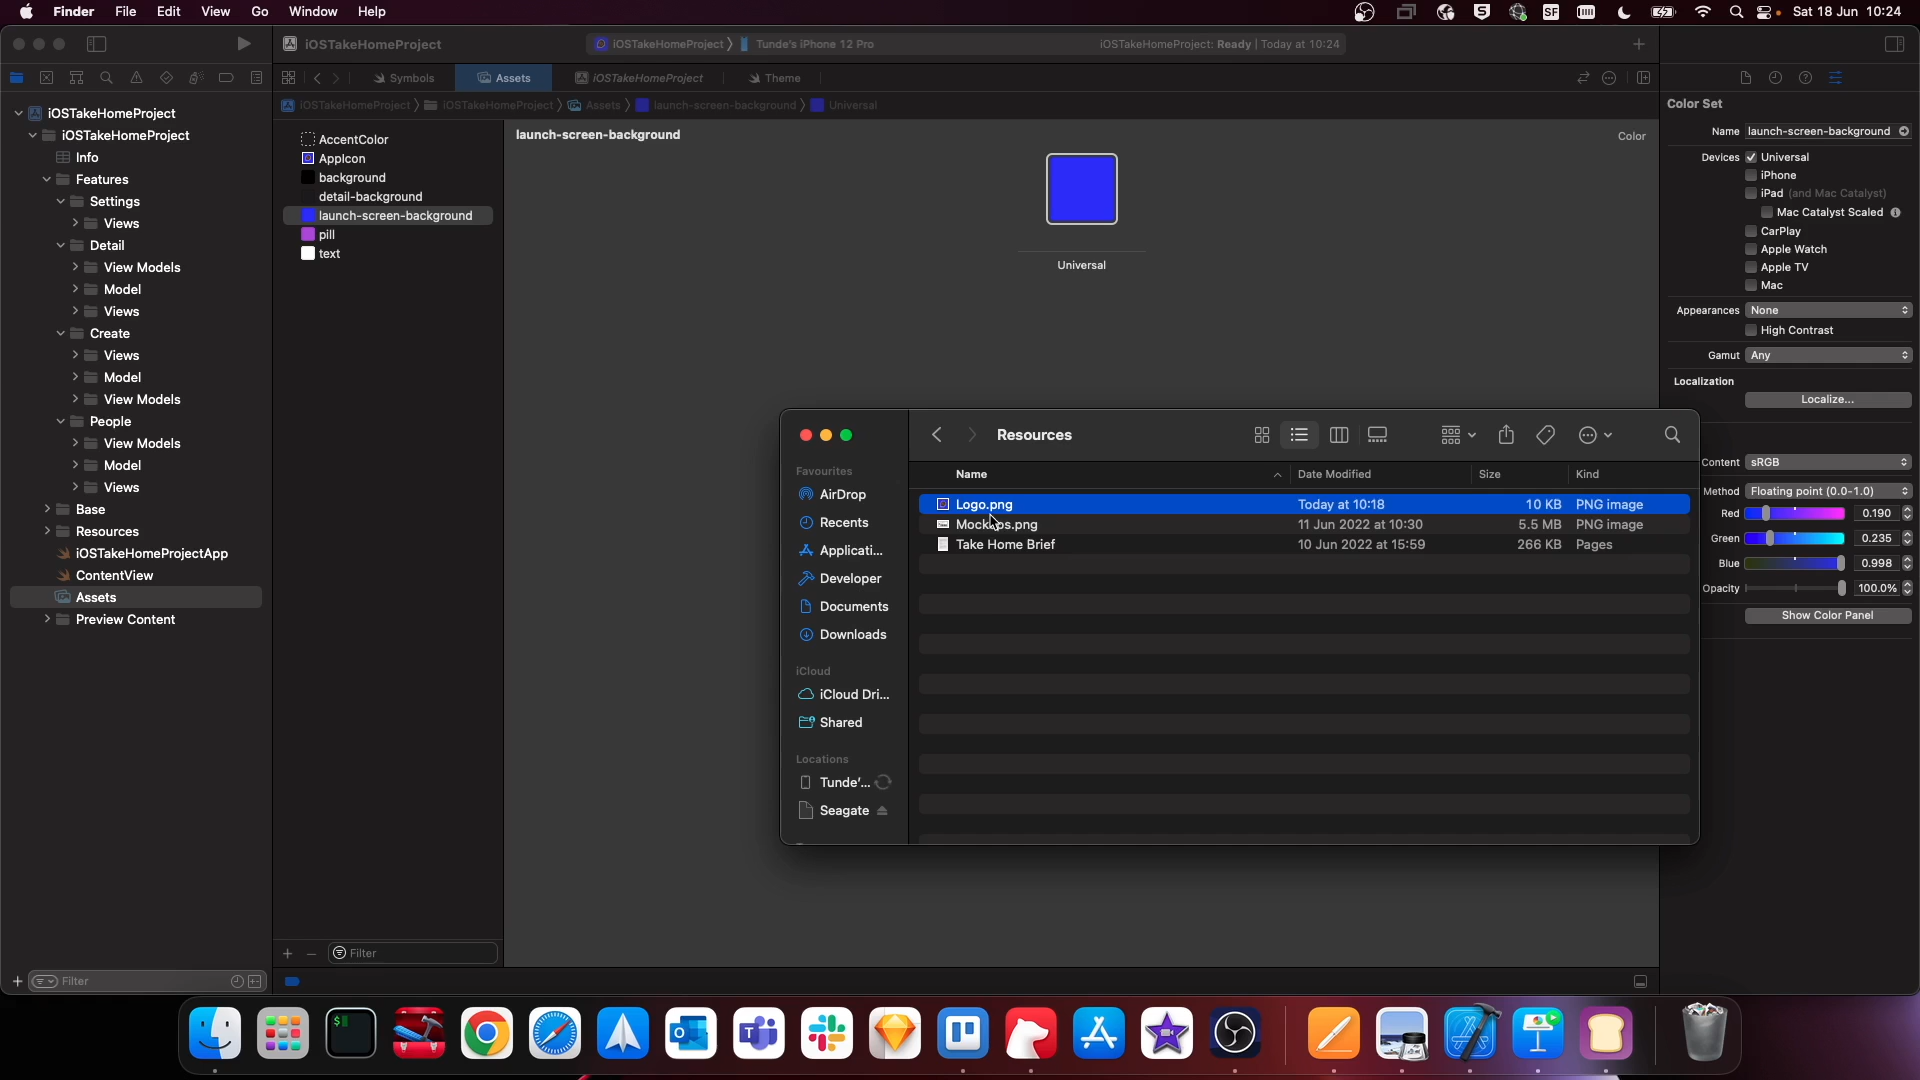 Finder File Edit View Go Window Help SF Sat 18 Jun 10:24
iOSTakeHomeProject iOSTakeHomeProject Tunde's iPhone 12 Pro iOSTakeHomeProject: Ready | Today at 10:24
Symbols Assets iOSTakeHomeProject Theme
iOSTakeHomeProject iOSTakeHomeProject Assets launch-screen-background Universal
iOSTakeHomeProject
iOSTakeHomeProject
Info
Features
Settings
Views
Detail
View Models
Model
Views
Create
Views
Model
View Models
People
View Models
Model
Views
Base
Resources
iOSTakeHomeProjectApp
ContentView
Assets
Preview Content
Filter
AccentColor
AppIcon
background
detail-background
launch-screen-background
pill
text
Filter
launch-screen-background
Color
Universal
Resources
Favourites
AirDrop
Recents
Applicati...
Developer
Documents
Downloads
iCloud
iCloud Dri...
Shared
Locations
Tunde'...
Seagate
Name Date Modified Size Kind
Logo.png Today at 10:18 10 KB PNG image
Mockups.png 11 Jun 2022 at 10:30 5.5 MB PNG image
Take Home Brief 10 Jun 2022 at 15:59 266 KB Pages
Color Set
Name launch-screen-background
Devices Universal
iPhone
iPad (and Mac Catalyst)
Mac Catalyst Scaled
CarPlay
Apple Watch
Apple TV
Mac
Appearances None
High Contrast
Gamut Any
Localization
Localize...
Content sRGB
Method Floating point (0.0-1.0)
Red 0.190
Green 0.235
Blue 0.998
Opacity 100.0%
Show Color Panel